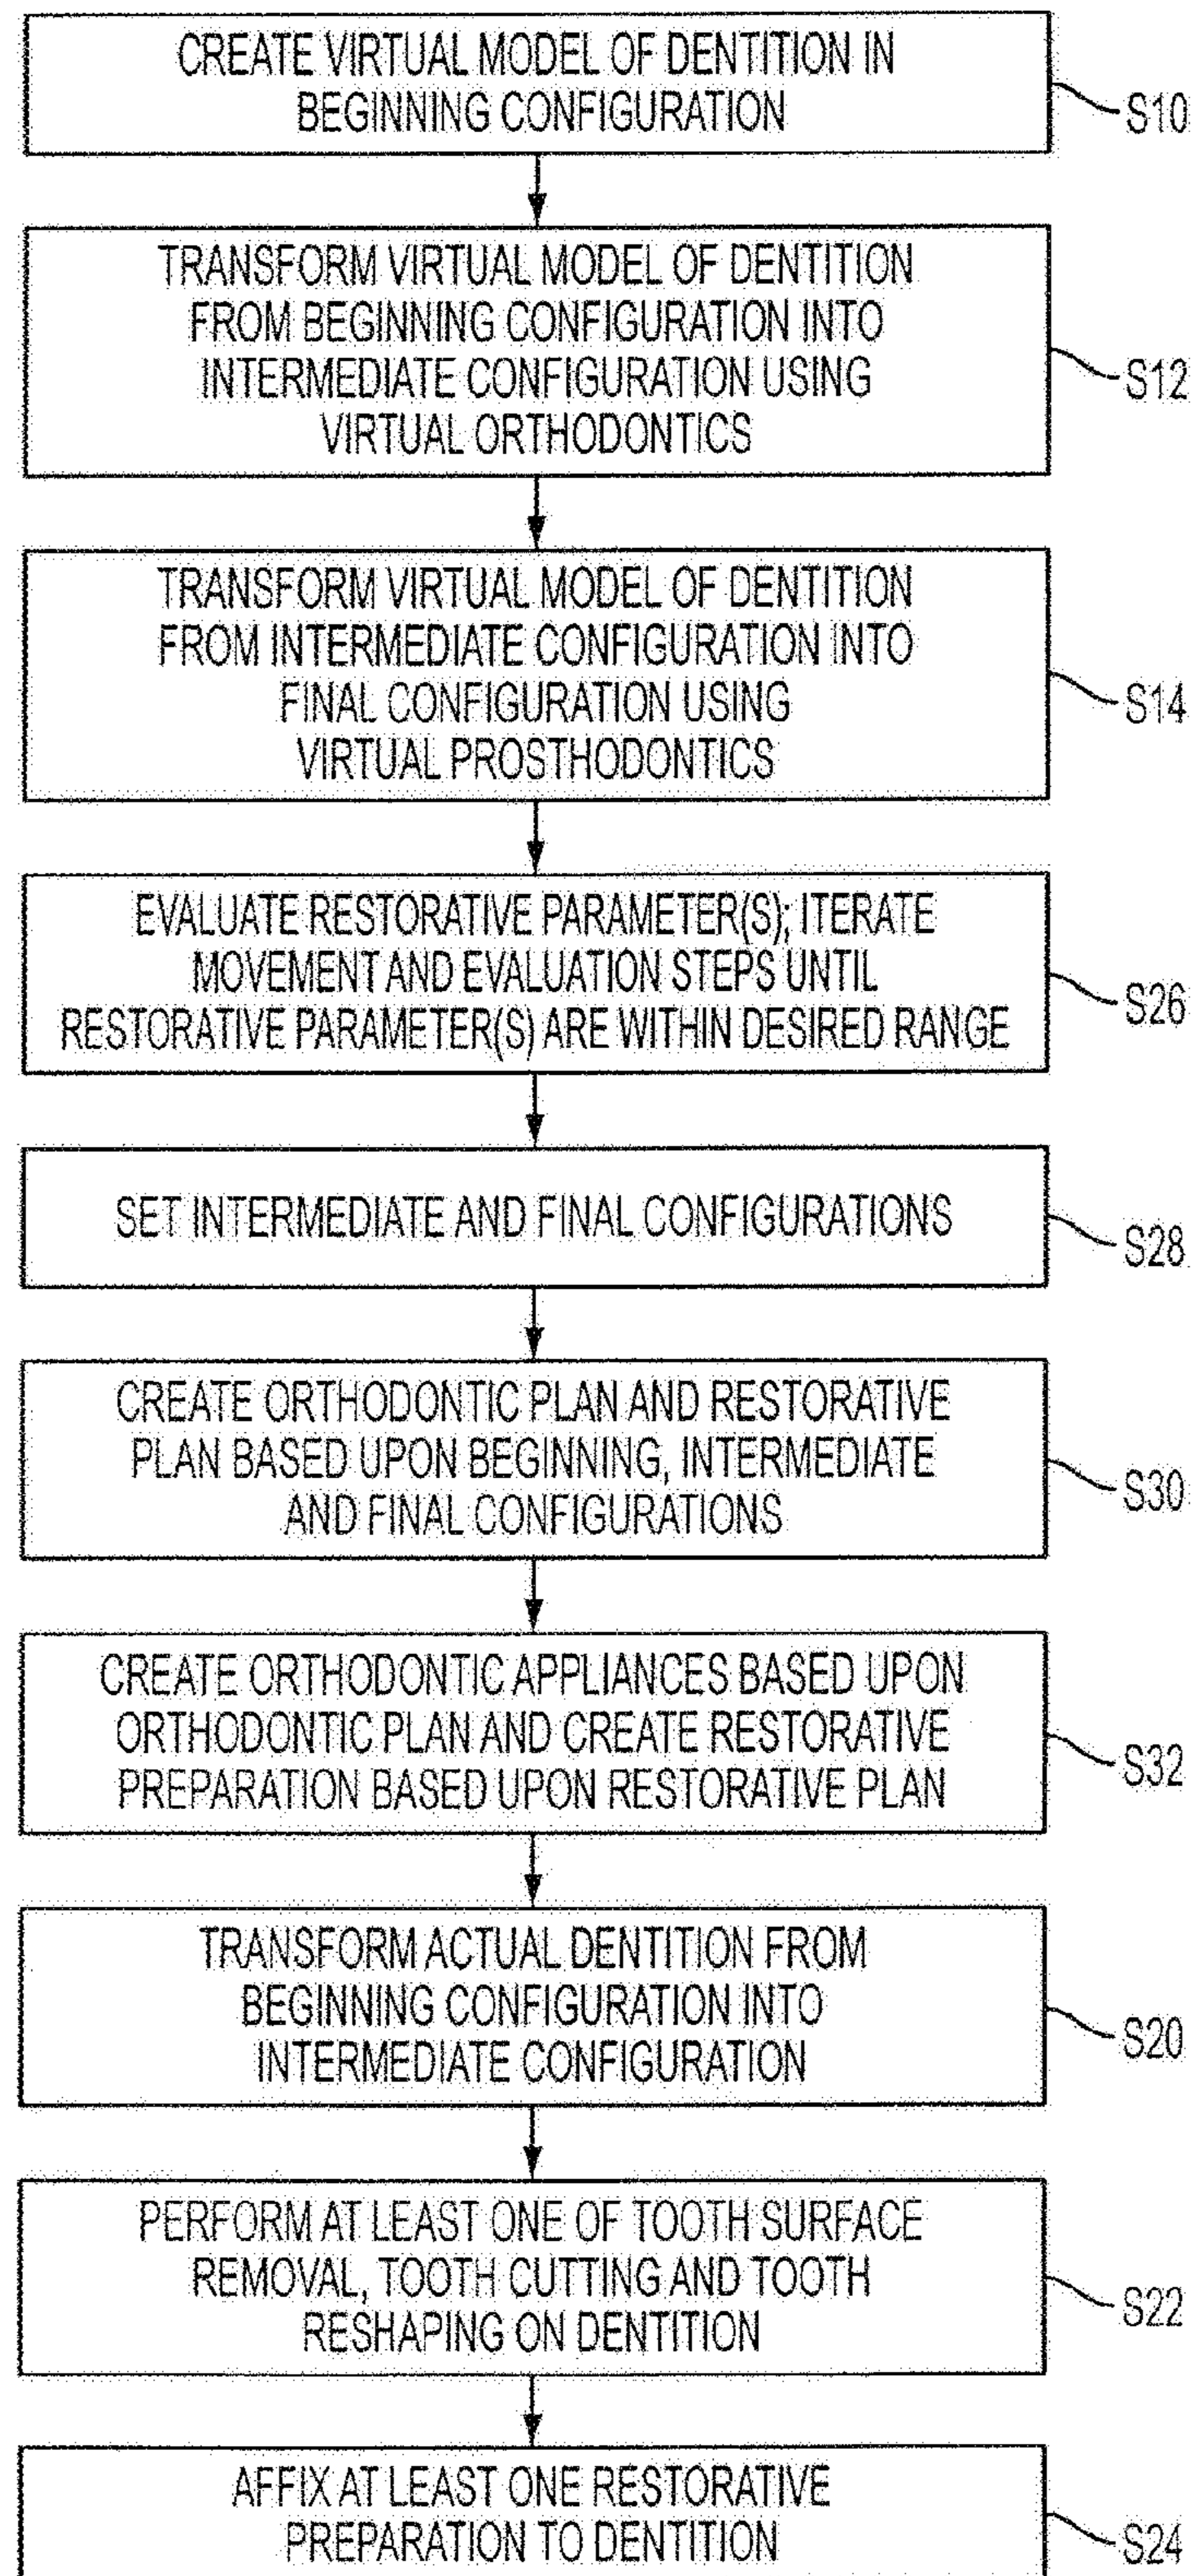 CREATE VIRTUAL MODEL OF DENTITION IN
BEGINNING CONFIGURATION
S10
TRANSFORM VIRTUAL MODEL OF DENTITION
FROM BEGINNING CONFIGURATION INTO
INTERMEDIATE CONFIGURATION USING
VIRTUAL ORTHODONTICS
S12
TRANSFORM VIRTUAL MODEL OF DENTITION
FROM INTERMEDIATE CONFIGURATION INTO
FINAL CONFIGURATION USING
VIRTUAL PROSTHODONTICS
S14
EVALUATE RESTORATIVE PARAMETER(S); ITERATE
MOVEMENT AND EVALUATION STEPS UNTIL
RESTORATIVE PARAMETER(S) ARE WITHIN DESIRED RANGE
S26
SET INTERMEDIATE AND FINAL CONFIGURATIONS
S28
CREATE ORTHODONTIC PLAN AND RESTORATIVE
PLAN BASED UPON BEGINNING, INTERMEDIATE
AND FINAL CONFIGURATIONS
S30
CREATE ORTHODONTIC APPLIANCES BASED UPON
ORTHODONTIC PLAN AND CREATE RESTORATIVE
PREPARATION BASED UPON RESTORATIVE PLAN
S32
TRANSFORM ACTUAL DENTITION FROM
BEGINNING CONFIGURATION INTO
INTERMEDIATE CONFIGURATION
S20
PERFORM AT LEAST ONE OF TOOTH SURFACE
REMOVAL, TOOTH CUTTING AND TOOTH
RESHAPING ON DENTITION
S22
AFFIX AT LEAST ONE RESTORATIVE
PREPARATION TO DENTITION
S24